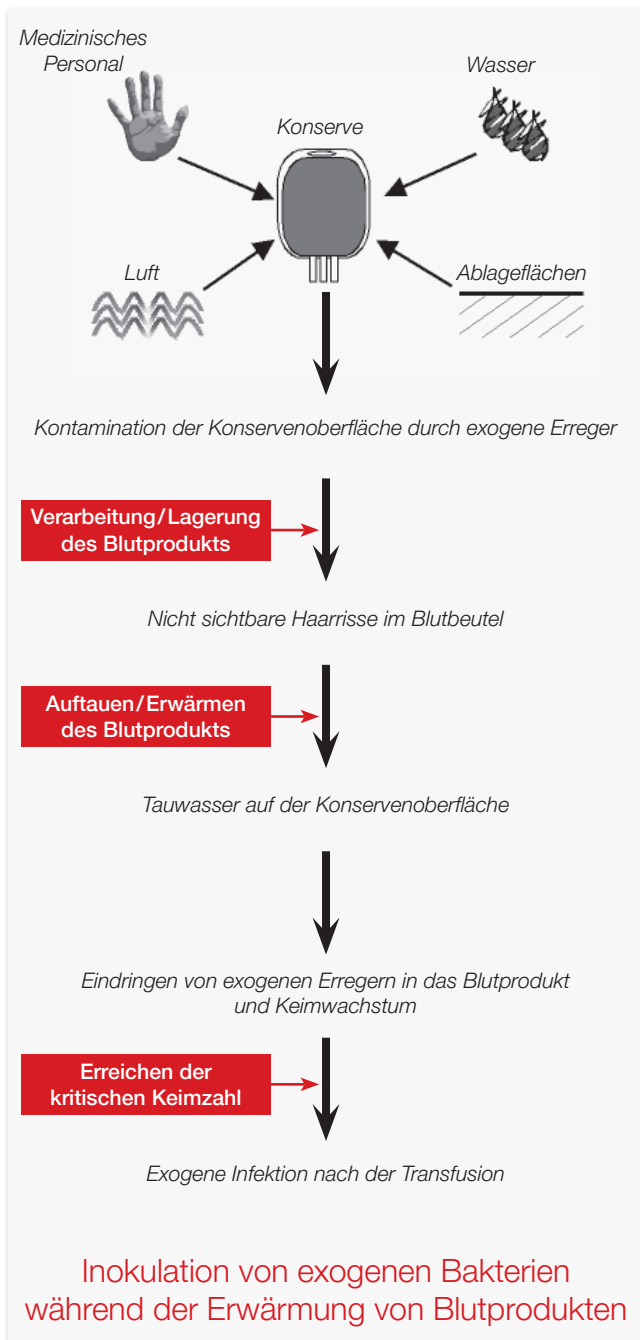 Medizinisches
Personal
Wasser
Konserve
Luft
Ablageflächen
Kontamination der Konservenoberfläche durch exogene Erreger
Verarbeitung/Lagerung
des Blutprodukts
Nicht sichtbare Haarrisse im Blutbeutel
Auftauen/Erwärmen
des Blutprodukts
Tauwasser auf der Konservenoberfläche
Eindringen von exogenen Erregern in das Blutprodukt
und Keimwachstum
Erreichen der
kritischen Keimzahl
Exogene Infektion nach der Transfusion
Inokulation von exogenen Bakterien
während der Erwärmung von Blutprodukten